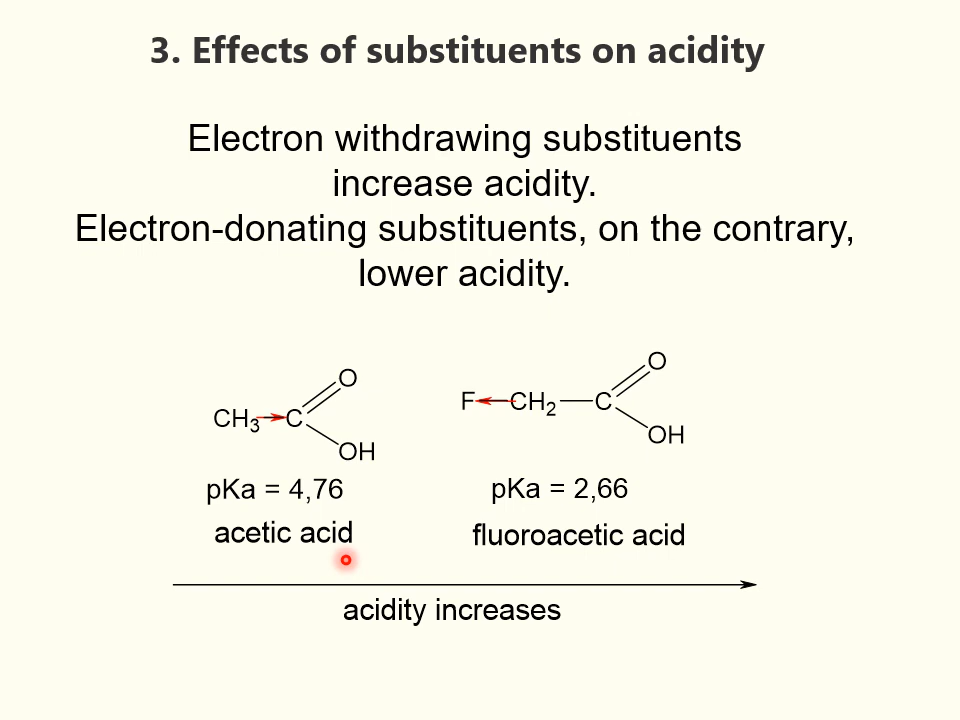 3. Effects of substituents on acidity
Electron withdrawing substituents
increase acidity.
Electron-donating substituents, on the contrary,
lower acidity.
O
CH3 C
OH
pKa = 4,76
acetic acid
O
F CH2 C
OH
pKa = 2,66
fluoroacetic acid
acidity increases